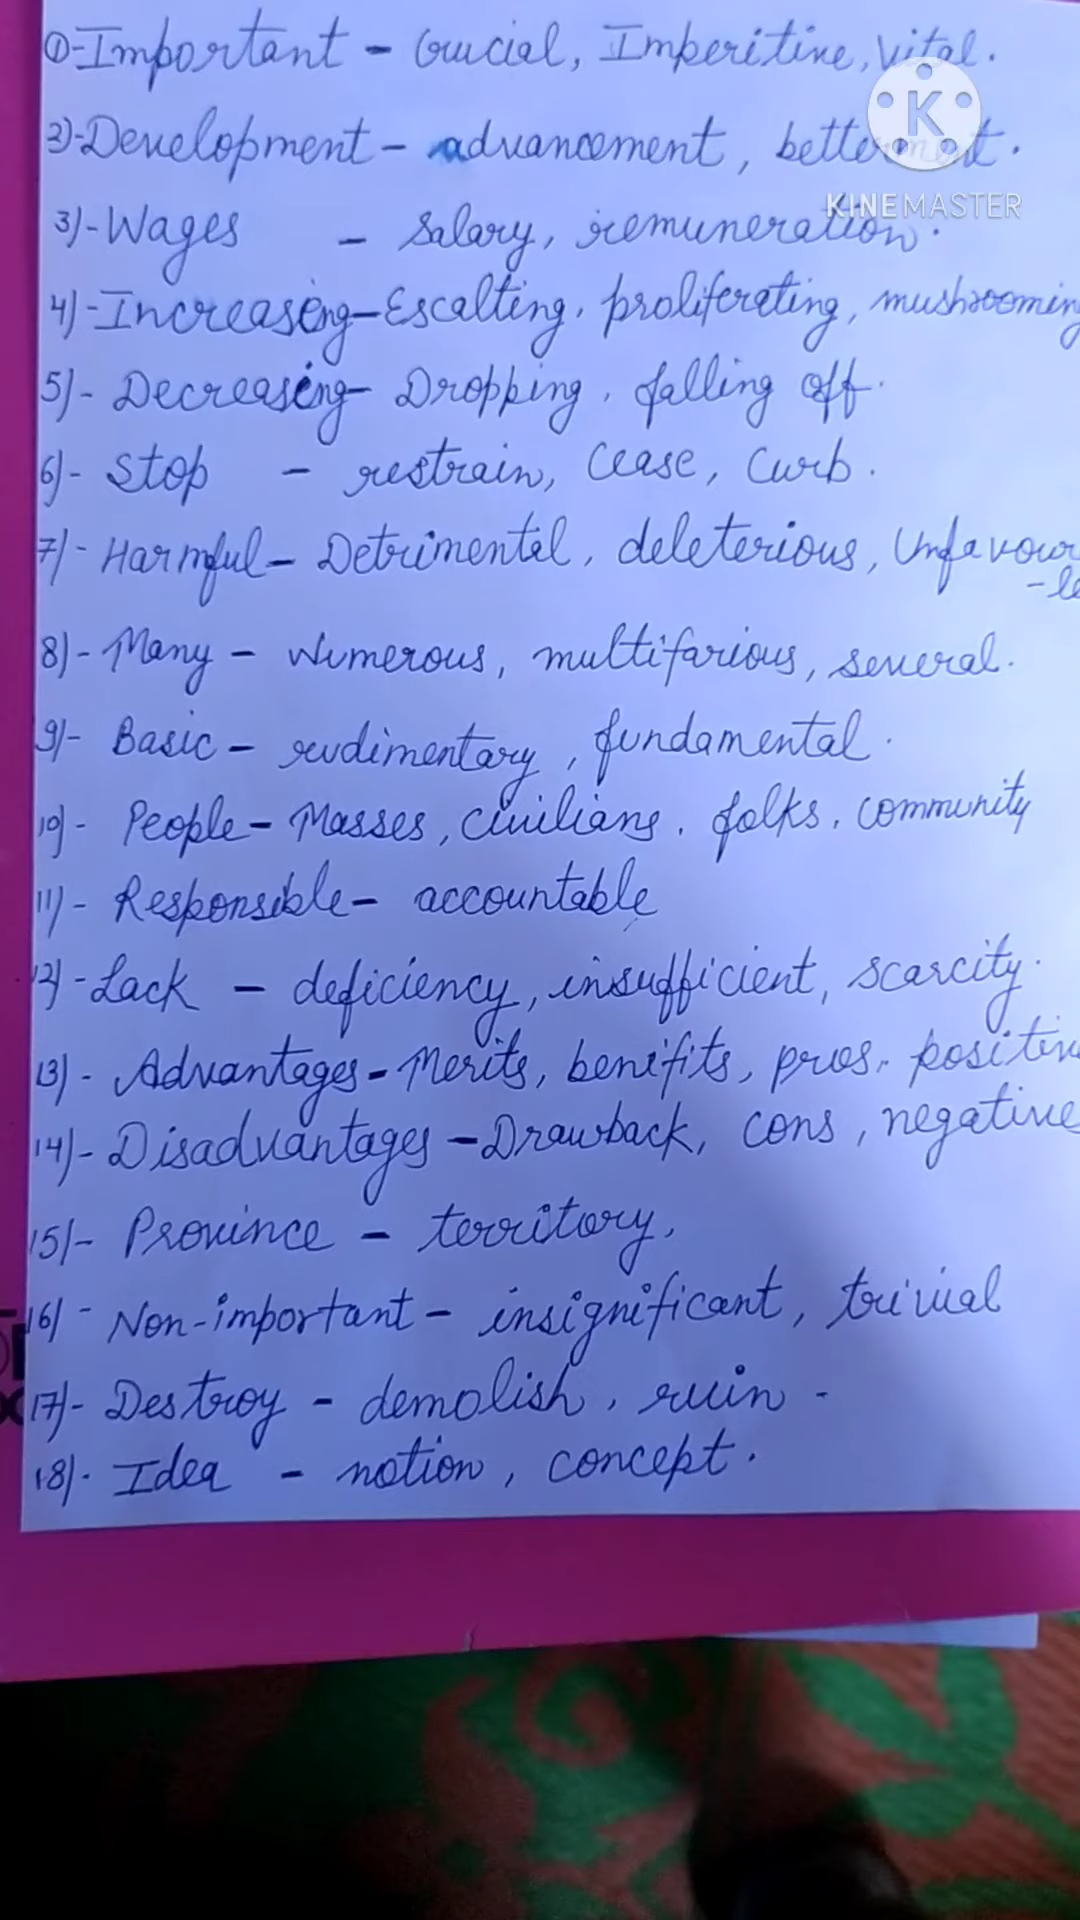 1)-Important - Crucial, Imperitive, vital.
2)-Development - advancement, betterment.
K
KINEMASTER
3)-Wages - Salary, remuneration.
4)-Increasing-Escalting, proliferating, mushrooming
5)- Decreasing- Dropping, falling off.
6)- Stop - restrain, Cease, Curb.
7)- Harmful- Detrimental, deleterious, Unfavour
-le
8)- Many - Numerous, multifarious, several.
9)- Basic - rudimentary, fundamental.
10)- People- Masses, civilians, folks, community
11)- Responsible- accountable
12)-Lack - deficiency, insufficient, scarcity.
13)- Advantages- Merits, benefits, pros, positive
14)- Disadvantages -Drawback, cons, negative
15)- Province - territory.
16)- Non-important - insignificant, trivial
17)- Destroy - demolish, ruin -
18)- Idea - notion, concept.